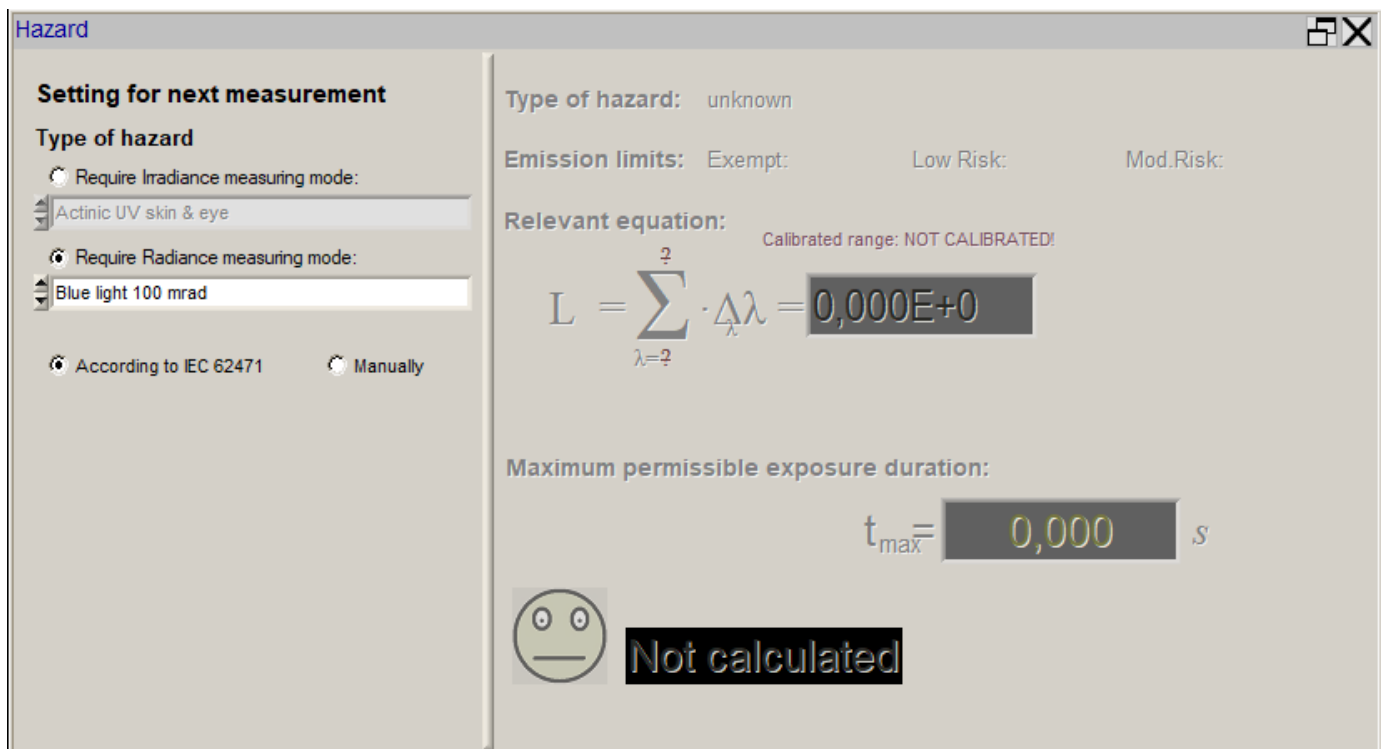 Hazard
Setting for next measurement
Type of hazard
Require Irradiance measuring mode:
Actinic UV skin & eye
Require Radiance measuring mode:
Blue light 100 mrad
According to IEC 62471 Manually
Type of hazard: unknown
Emission limits: Exempt: Low Risk: Mod.Risk:
Relevant equation:
Calibrated range: NOT CALIBRATED!
?
L = ∑ · Δλ = 0,000E+0
λ
λ=?
Maximum permissible exposure duration:
tmax= 0,000 s
Not calculated